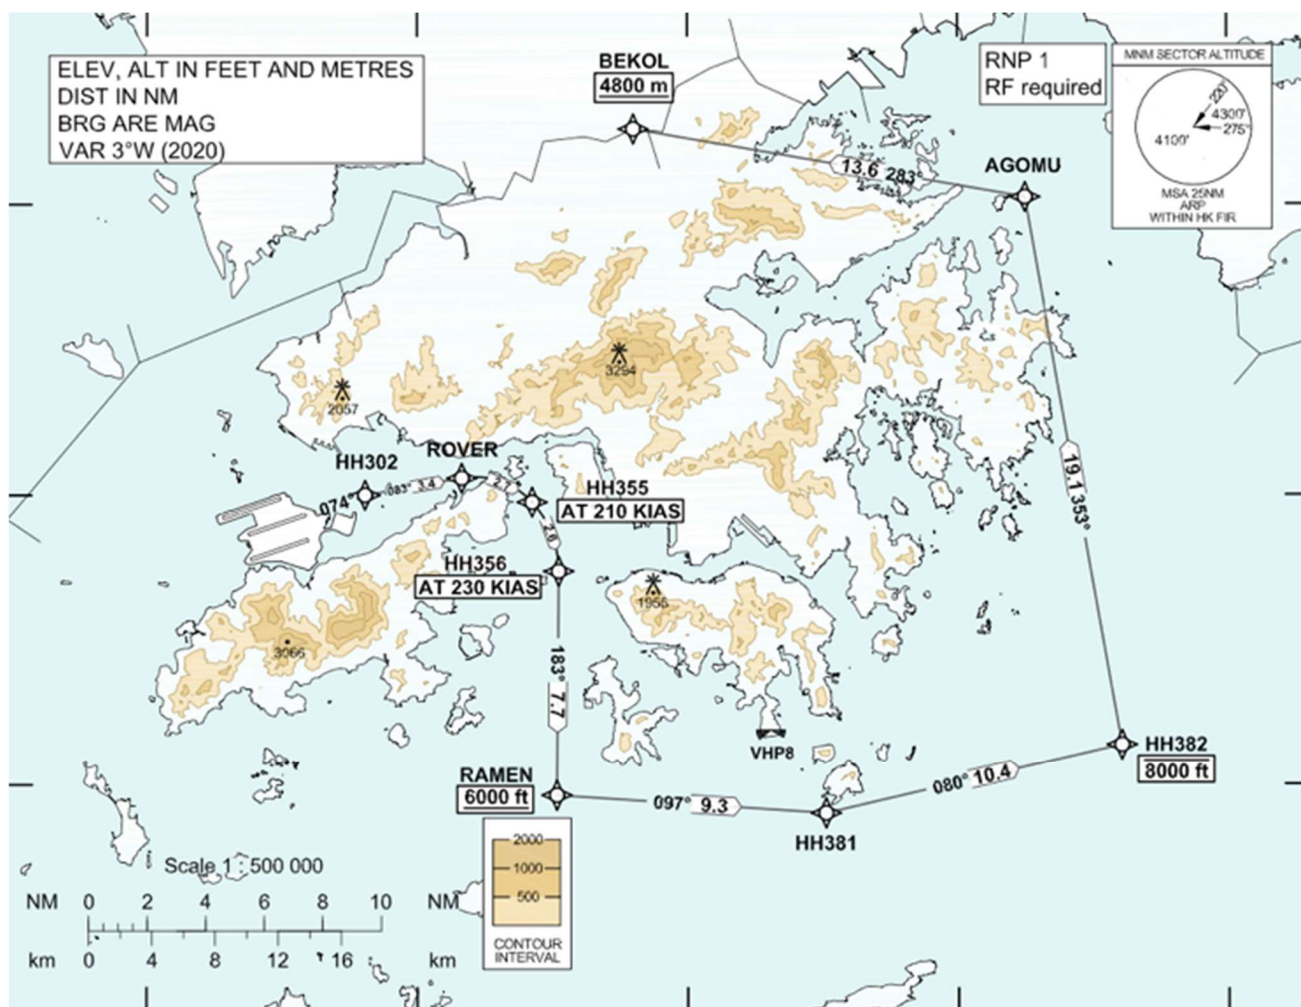 ELEV, ALT IN FEET AND METRES
DIST IN NM
BRG ARE MAG
VAR 3°W (2020)
BEKOL
4800 m
RNP 1
RF required
MNM SECTOR ALTITUDE
220°
4300'
275°
4100'
MSA 25NM
ARP
WITHIN HK FIR
AGOMU
13.6 283°
3294
2057
ROVER
HH302
074°
083° 3.4
HH355
AT 210 KIAS
2.6
HH356
AT 230 KIAS
19.1 353°
1956
3066
183° 7.7
VHP8
HH382
8000 ft
RAMEN
6000 ft
097° 9.3
080° 10.4
HH381
Scale 1 : 500 000
NM 0 2 4 6 8 10 NM
km 0 4 8 12 16 km
2000
1000
500
CONTOUR
INTERVAL